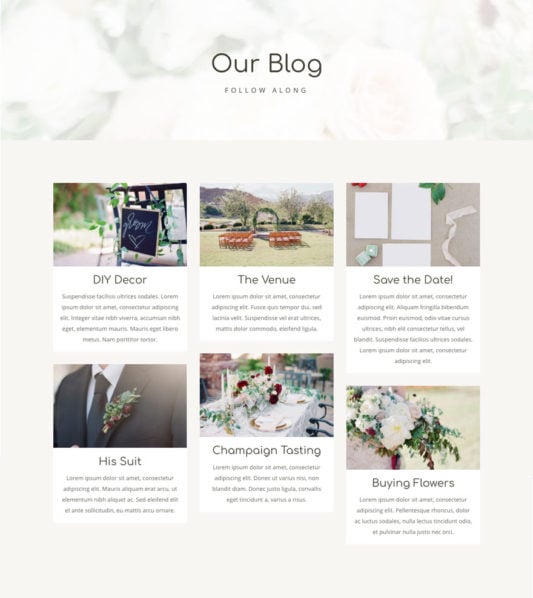 Our Blog
FOLLOW ALONG
DIY Decor
Suspendisse facilisis ultrices sodales. Lorem
ipsum dolor sit amet, consectetur adipiscing
elit. Integer vitae nibh viverra, accumsan nibh
eget, elementum mauris. Mauris eget libero
metus. Nam porttitor tortor.
The Venue
Lorem ipsum dolor sit amet, consectetur
adipiscing elit. Fusce quis tempor dui, sed
lacinia velit. Suspendisse vel erat ultrices,
mattis dolor commodo, eleifend ligula.
Save the Date!
Lorem ipsum dolor sit amet, consectetur
adipiscing elit. Aliquam fringilla bibendum
euismod. Proin euismod, odio vitae cursus
ultrices, nibh elit consectetur tellus, vel
blandit. Suspendisse facilisis ultrices sodales.
Lorem ipsum dolor sit amet, consectetur
adipiscing elit.
His Suit
Lorem ipsum dolor sit amet, consectetur
adipiscing elit. Mauris aliquam erat arcu, ut
elementum nibh aliquet ac. Sed eleifend elit
et ante sollicitudin, eu mattis arcu ornare.
Champaign Tasting
Lorem ipsum dolor sit amet, consectetur
adipiscing elit. Donec ut varius nisi, non
blandit diam. Donec justo ligula, convallis
eget tincidunt a, varius a risus.
Buying Flowers
Lorem ipsum dolor sit amet, consectetur
adipiscing elit. Pellentesque rhoncus, dolor
ac luctus sodales, nulla lectus tincidunt odio,
et pulvinar nulla justo nec orci.